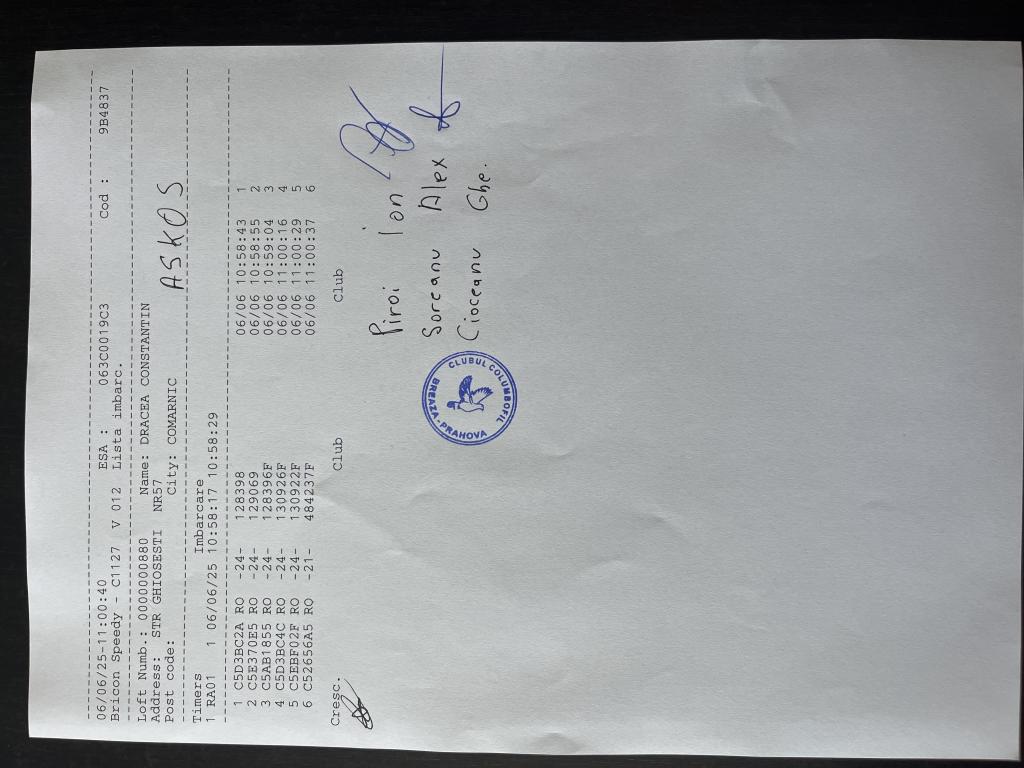 06/06/25-11:00:40 ESA : 063C0019C3 Cod : 9B4837
Bricon Speedy - C1127 V 012 Lista imbarc.
Loft Numb.: 0000000880 Name: DRACEA CONSTANTIN
Address: STR GHIOSESTI NR57
Post code: City: COMARNIC
ASKOS
Timers Imbarcare
1 RA01 1 06/06/25 10:58:17 10:58:29
1 C5D3BC2A RO -24- 128398 06/06 10:58:43 1
2 C5E370E5 RO -24- 129069 06/06 10:58:55 2
3 C5AB1855 RO -24- 128396F 06/06 10:59:04 3
4 C5D3BC4C RO -24- 130926F 06/06 11:00:16 4
5 C5EBF02F RO -24- 130922F 06/06 11:00:29 5
6 C52656A5 RO -21- 484237F 06/06 11:00:37 6
Cresc. Club Club
Piroi Ion
Soreanu Alex
Cioceanu Ghe.
CLUBUL COLUMBOFIL
BREAZA-PRAHOVA